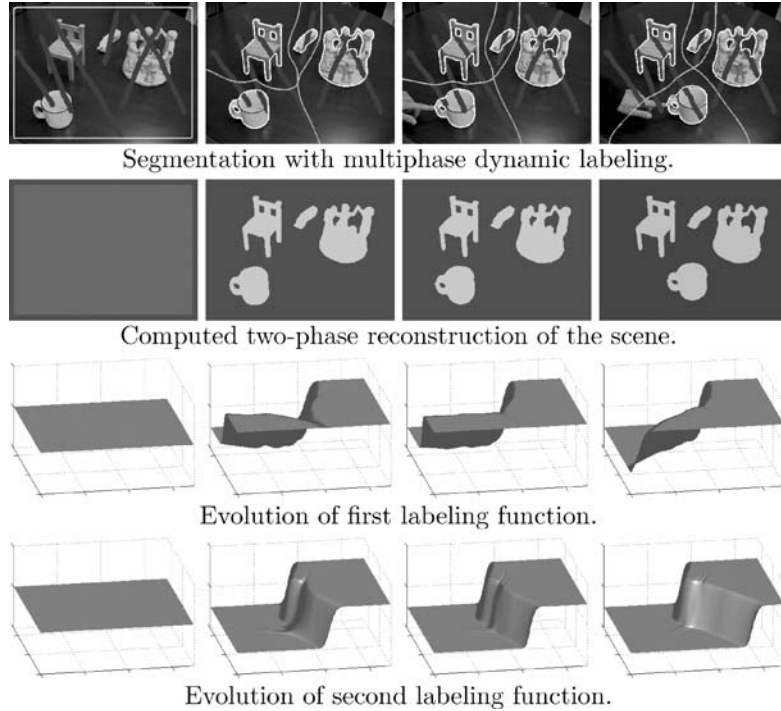 Segmentation with multiphase dynamic labeling.
Computed two-phase reconstruction of the scene.
Evolution of first labeling function.
Evolution of second labeling function.